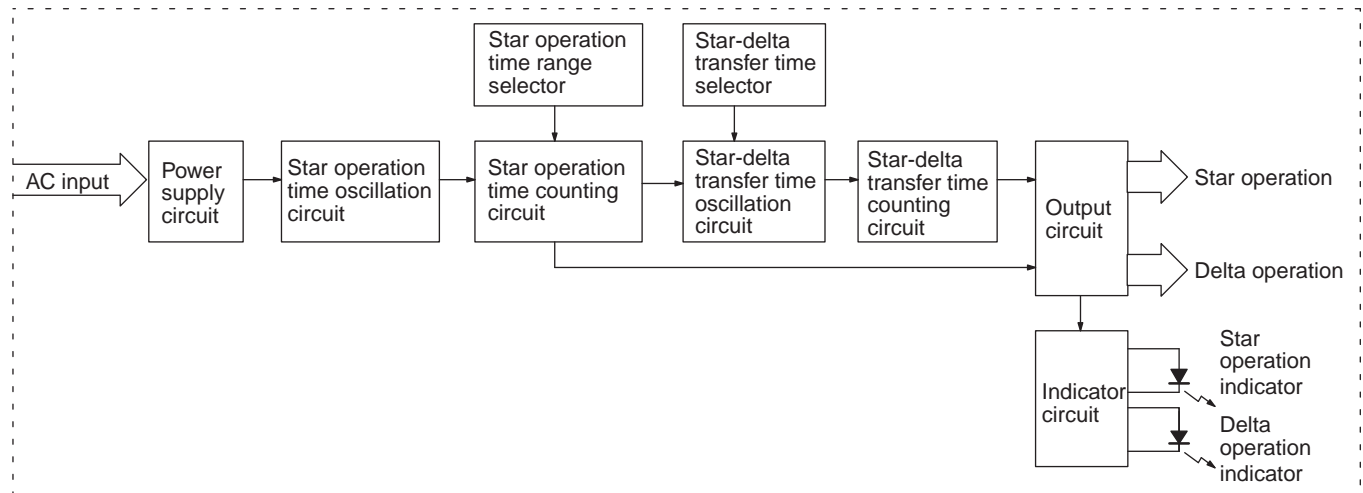 Star operation
time range
selector
Star-delta
transfer time
selector
AC input
Power
supply
circuit
Star operation
time oscillation
circuit
Star operation
time counting
circuit
Star-delta
transfer time
oscillation
circuit
Star-delta
transfer time
counting
circuit
Output
circuit
Star operation
Delta operation
Indicator
circuit
Star
operation
indicator
Delta
operation
indicator